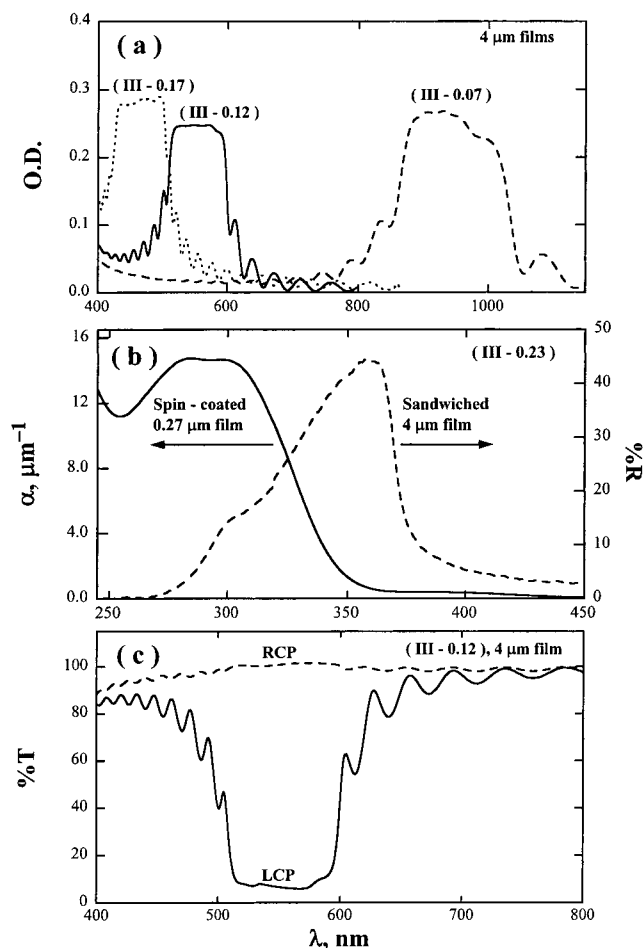 0.4
( a )
4 μm films
0.3
( III - 0.17 )
( III - 0.12 )
( III - 0.07 )
O.D.
0.2
0.1
0.0
400
600
800
1000
16
50
( b )
( III - 0.23 )
12
40
Spin - coated
0.27 μm film
Sandwiched
4 μm film
30
α, μm⁻¹
8.0
%R
20
4.0
10
0.0
0
250
300
350
400
450
( c )
( III - 0.12 ), 4 μm film
RCP
100
80
%T
60
40
20
LCP
0
400
500
600
700
800
λ, nm